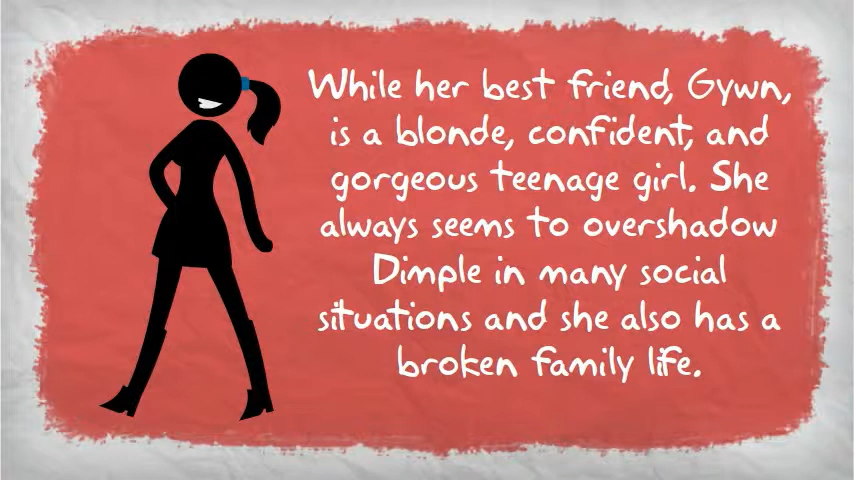 While her best friend, Gywn,
is a blonde, confident, and
gorgeous teenage girl. She
always seems to overshadow
Dimple in many social
situations and she also has a
broken family life.